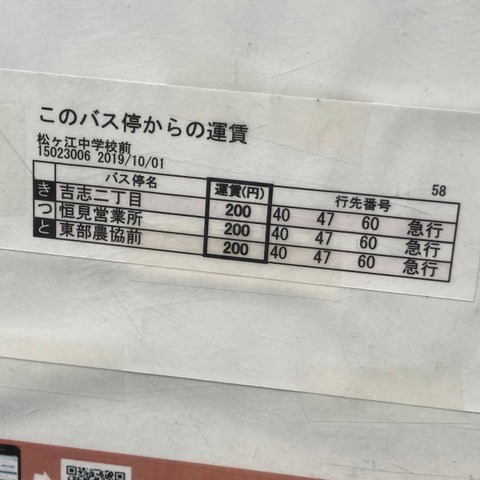 このバス停からの運賃
松ヶ江中学校前
15023006 2019/10/01 58
バス停名 運賃(円) 行先番号
き 吉志二丁目 200 40 47 60 急行
つ 恒見営業所 200 40 47 60 急行
と 東部農協前 200 40 47 60 急行